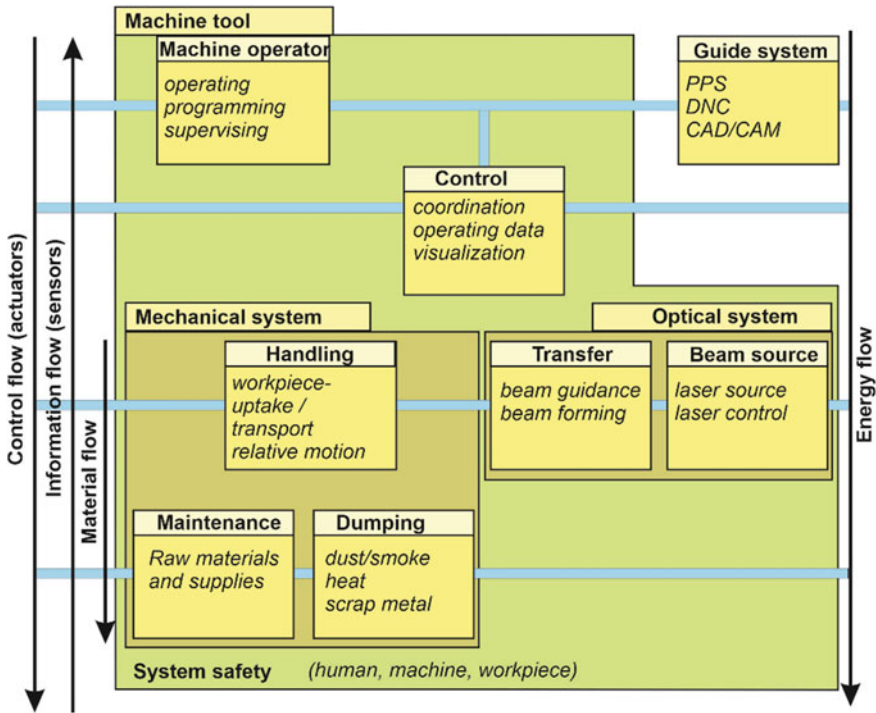 Machine tool
Machine operator
operating
programming
supervising
Guide system
PPS
DNC
CAD/CAM
Control
coordination
operating data
visualization
Mechanical system
Optical system
Handling
workpiece-
uptake /
transport
relative motion
Transfer
beam guidance
beam forming
Beam source
laser source
laser control
Maintenance
Raw materials
and supplies
Dumping
dust/smoke
heat
scrap metal
System safety (human, machine, workpiece)
Control flow (actuators)
Information flow (sensors)
Material flow
Energy flow